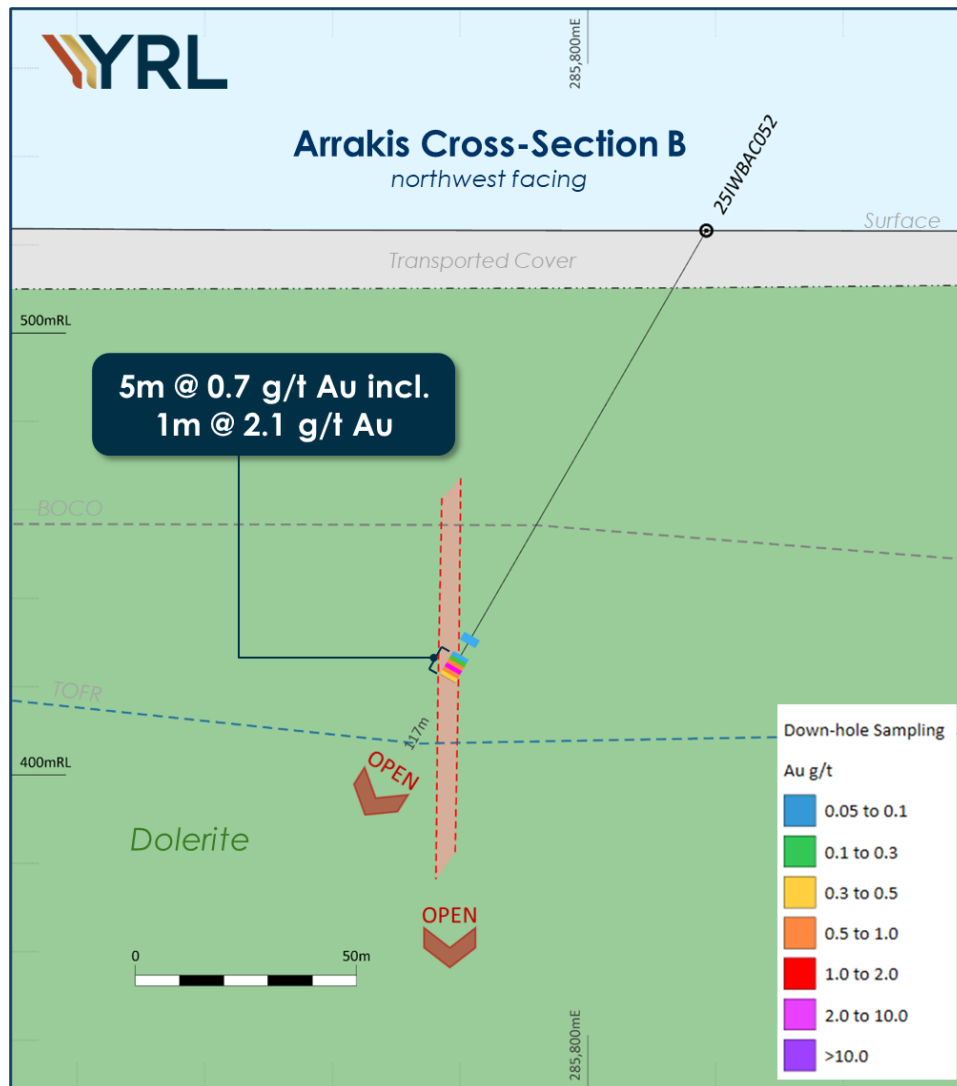 YRL
285,800mE
Arrakis Cross-Section B
northwest facing
25IWBAC052
Surface
Transported Cover
500mRL
5m @ 0.7 g/t Au incl.
1m @ 2.1 g/t Au
BOCO
TOFR
117m
400mRL
OPEN
Dolerite
OPEN
0
50m
285,800mE
Down-hole Sampling
Au g/t
0.05 to 0.1
0.1 to 0.3
0.3 to 0.5
0.5 to 1.0
1.0 to 2.0
2.0 to 10.0
>10.0